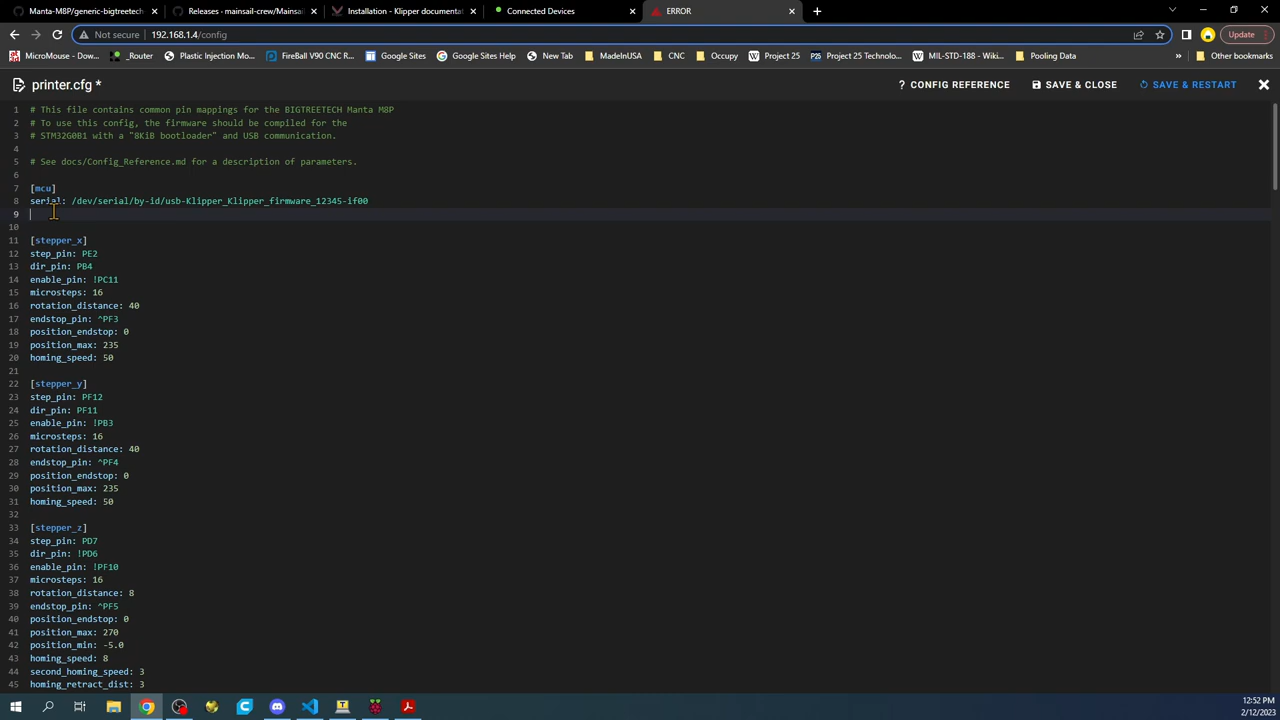 Manta-M8P/generic-bigtreetech
Releases · mainsail-crew/Mainsail
Installation - Klipper documentat
Connected Devices
ERROR
Not secure
192.168.1.4/config
Update
MicroMouse - Dow...
_Router
Plastic Injection Mo...
FireBall V90 CNC Ri...
Google Sites
Google Sites Help
New Tab
MadeInUSA
CNC
Occupy
Project 25
Project 25 Technolo...
MIL-STD-188 - Wiki...
Pooling Data
»
Other bookmarks
printer.cfg *
? CONFIG REFERENCE
SAVE & CLOSE
SAVE & RESTART
1 # This file contains common pin mappings for the BIGTREETECH Manta M8P
2 # To use this config, the firmware should be compiled for the
3 # STM32G0B1 with a "8KiB bootloader" and USB communication.
4
5 # See docs/Config_Reference.md for a description of parameters.
6
7 [mcu]
8 serial: /dev/serial/by-id/usb-Klipper_Klipper_firmware_12345-if00
9
10
11 [stepper_x]
12 step_pin: PE2
13 dir_pin: PB4
14 enable_pin: !PC11
15 microsteps: 16
16 rotation_distance: 40
17 endstop_pin: ^PF3
18 position_endstop: 0
19 position_max: 235
20 homing_speed: 50
21
22 [stepper_y]
23 step_pin: PF12
24 dir_pin: PF11
25 enable_pin: !PB3
26 microsteps: 16
27 rotation_distance: 40
28 endstop_pin: ^PF4
29 position_endstop: 0
30 position_max: 235
31 homing_speed: 50
32
33 [stepper_z]
34 step_pin: PD7
35 dir_pin: !PD6
36 enable_pin: !PF10
37 microsteps: 16
38 rotation_distance: 8
39 endstop_pin: ^PF5
40 position_endstop: 0
41 position_max: 270
42 position_min: -5.0
43 homing_speed: 8
44 second_homing_speed: 3
45 homing_retract_dist: 3
12:52 PM
2/12/2023